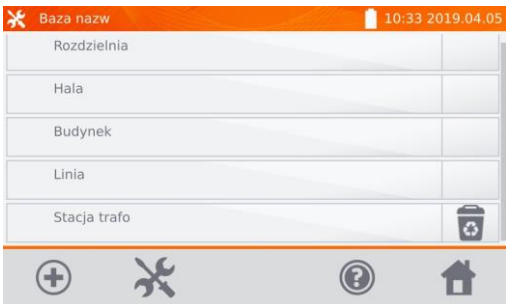 Baza nazw 10:33 2019.04.05
Rozdzielnia
Hala
Budynek
Linia
Stacja trafo